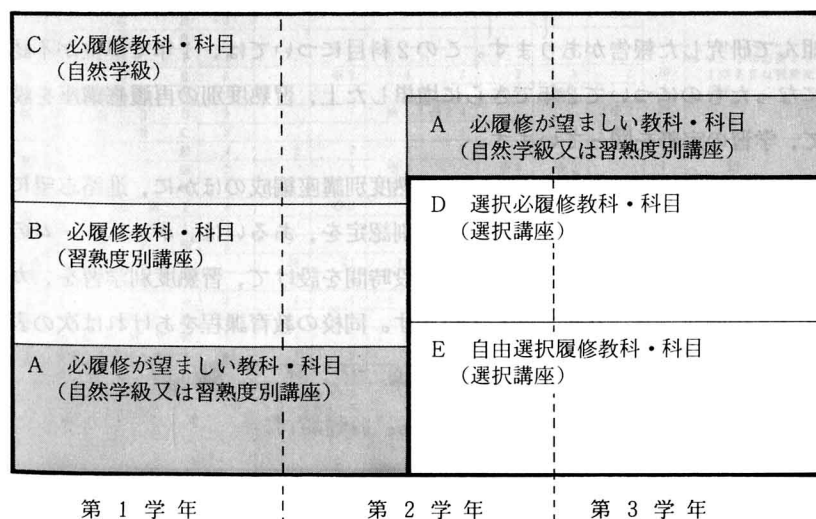 C 必履修教科・科目
(自然学級)
B 必履修教科・科目
(習熟度別講座)
A 必履修が望ましい教科・科目
(自然学級又は習熟度別講座)
A 必履修が望ましい教科・科目
(自然学級又は習熟度別講座)
D 選択必履修教科・科目
(選択講座)
E 自由選択履修教科・科目
(選択講座)
第1学年 第2学年 第3学年